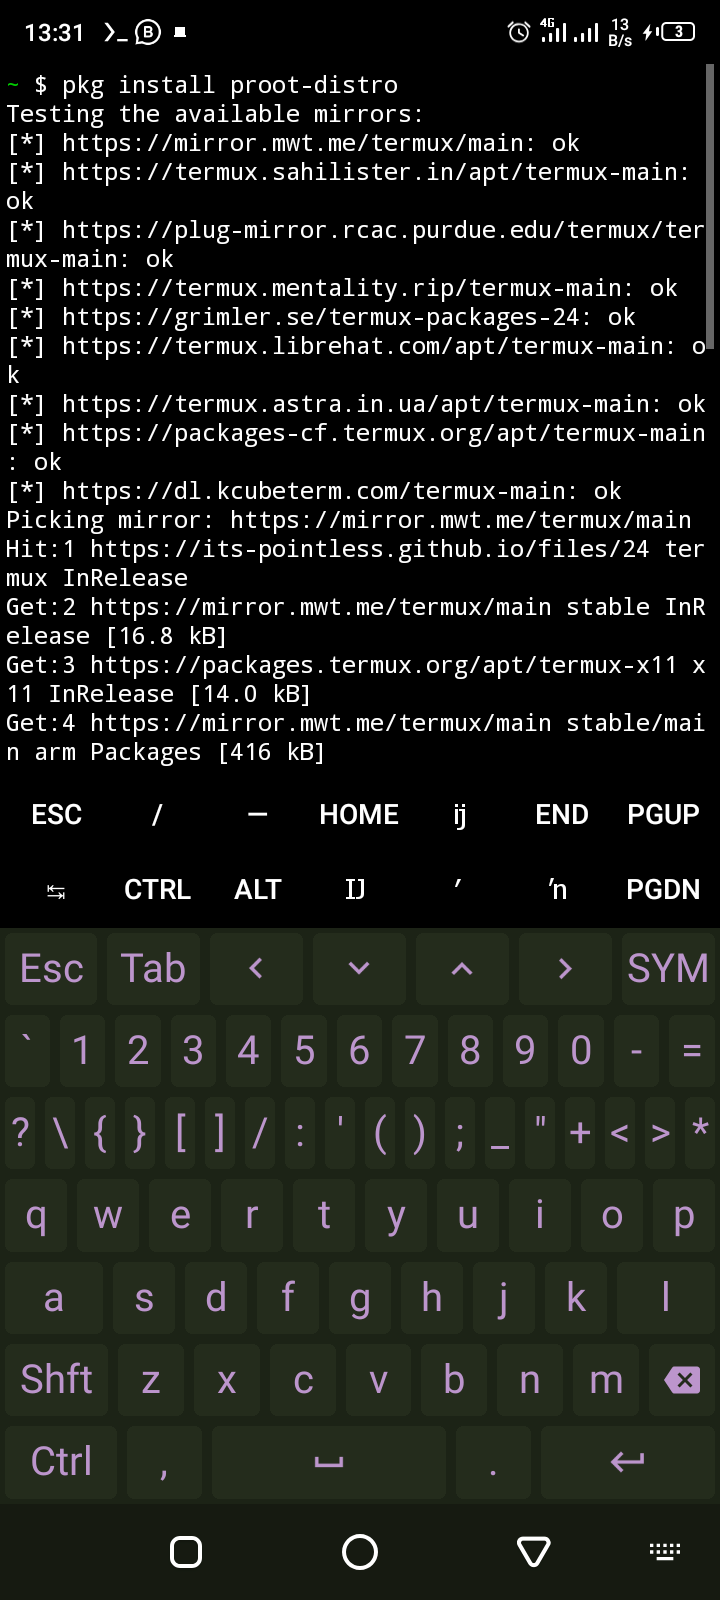 13:31 4G 13 B/s 3
~ $ pkg install proot-distro
Testing the available mirrors:
[*] https://mirror.mwt.me/termux/main: ok
[*] https://termux.sahilister.in/apt/termux-main:
ok
[*] https://plug-mirror.rcac.purdue.edu/termux/ter
mux-main: ok
[*] https://termux.mentality.rip/termux-main: ok
[*] https://grimler.se/termux-packages-24: ok
[*] https://termux.librehat.com/apt/termux-main: o
k
[*] https://termux.astra.in.ua/apt/termux-main: ok
[*] https://packages-cf.termux.org/apt/termux-main
: ok
[*] https://dl.kcubeterm.com/termux-main: ok
Picking mirror: https://mirror.mwt.me/termux/main
Hit:1 https://its-pointless.github.io/files/24 ter
mux InRelease
Get:2 https://mirror.mwt.me/termux/main stable InR
elease [16.8 kB]
Get:3 https://packages.termux.org/apt/termux-x11 x
11 InRelease [14.0 kB]
Get:4 https://mirror.mwt.me/termux/main stable/mai
n arm Packages [416 kB]
ESC / — HOME ĳ END PGUP
↹ CTRL ALT Ĳ ′ ŉ PGDN
Esc Tab < ⌄ ^ > SYM
` 1 2 3 4 5 6 7 8 9 0 - =
? \ { } [ ] / : ' ( ) ; _ " + < > *
q w e r t y u i o p
a s d f g h j k l
Shft z x c v b n m
Ctrl , .